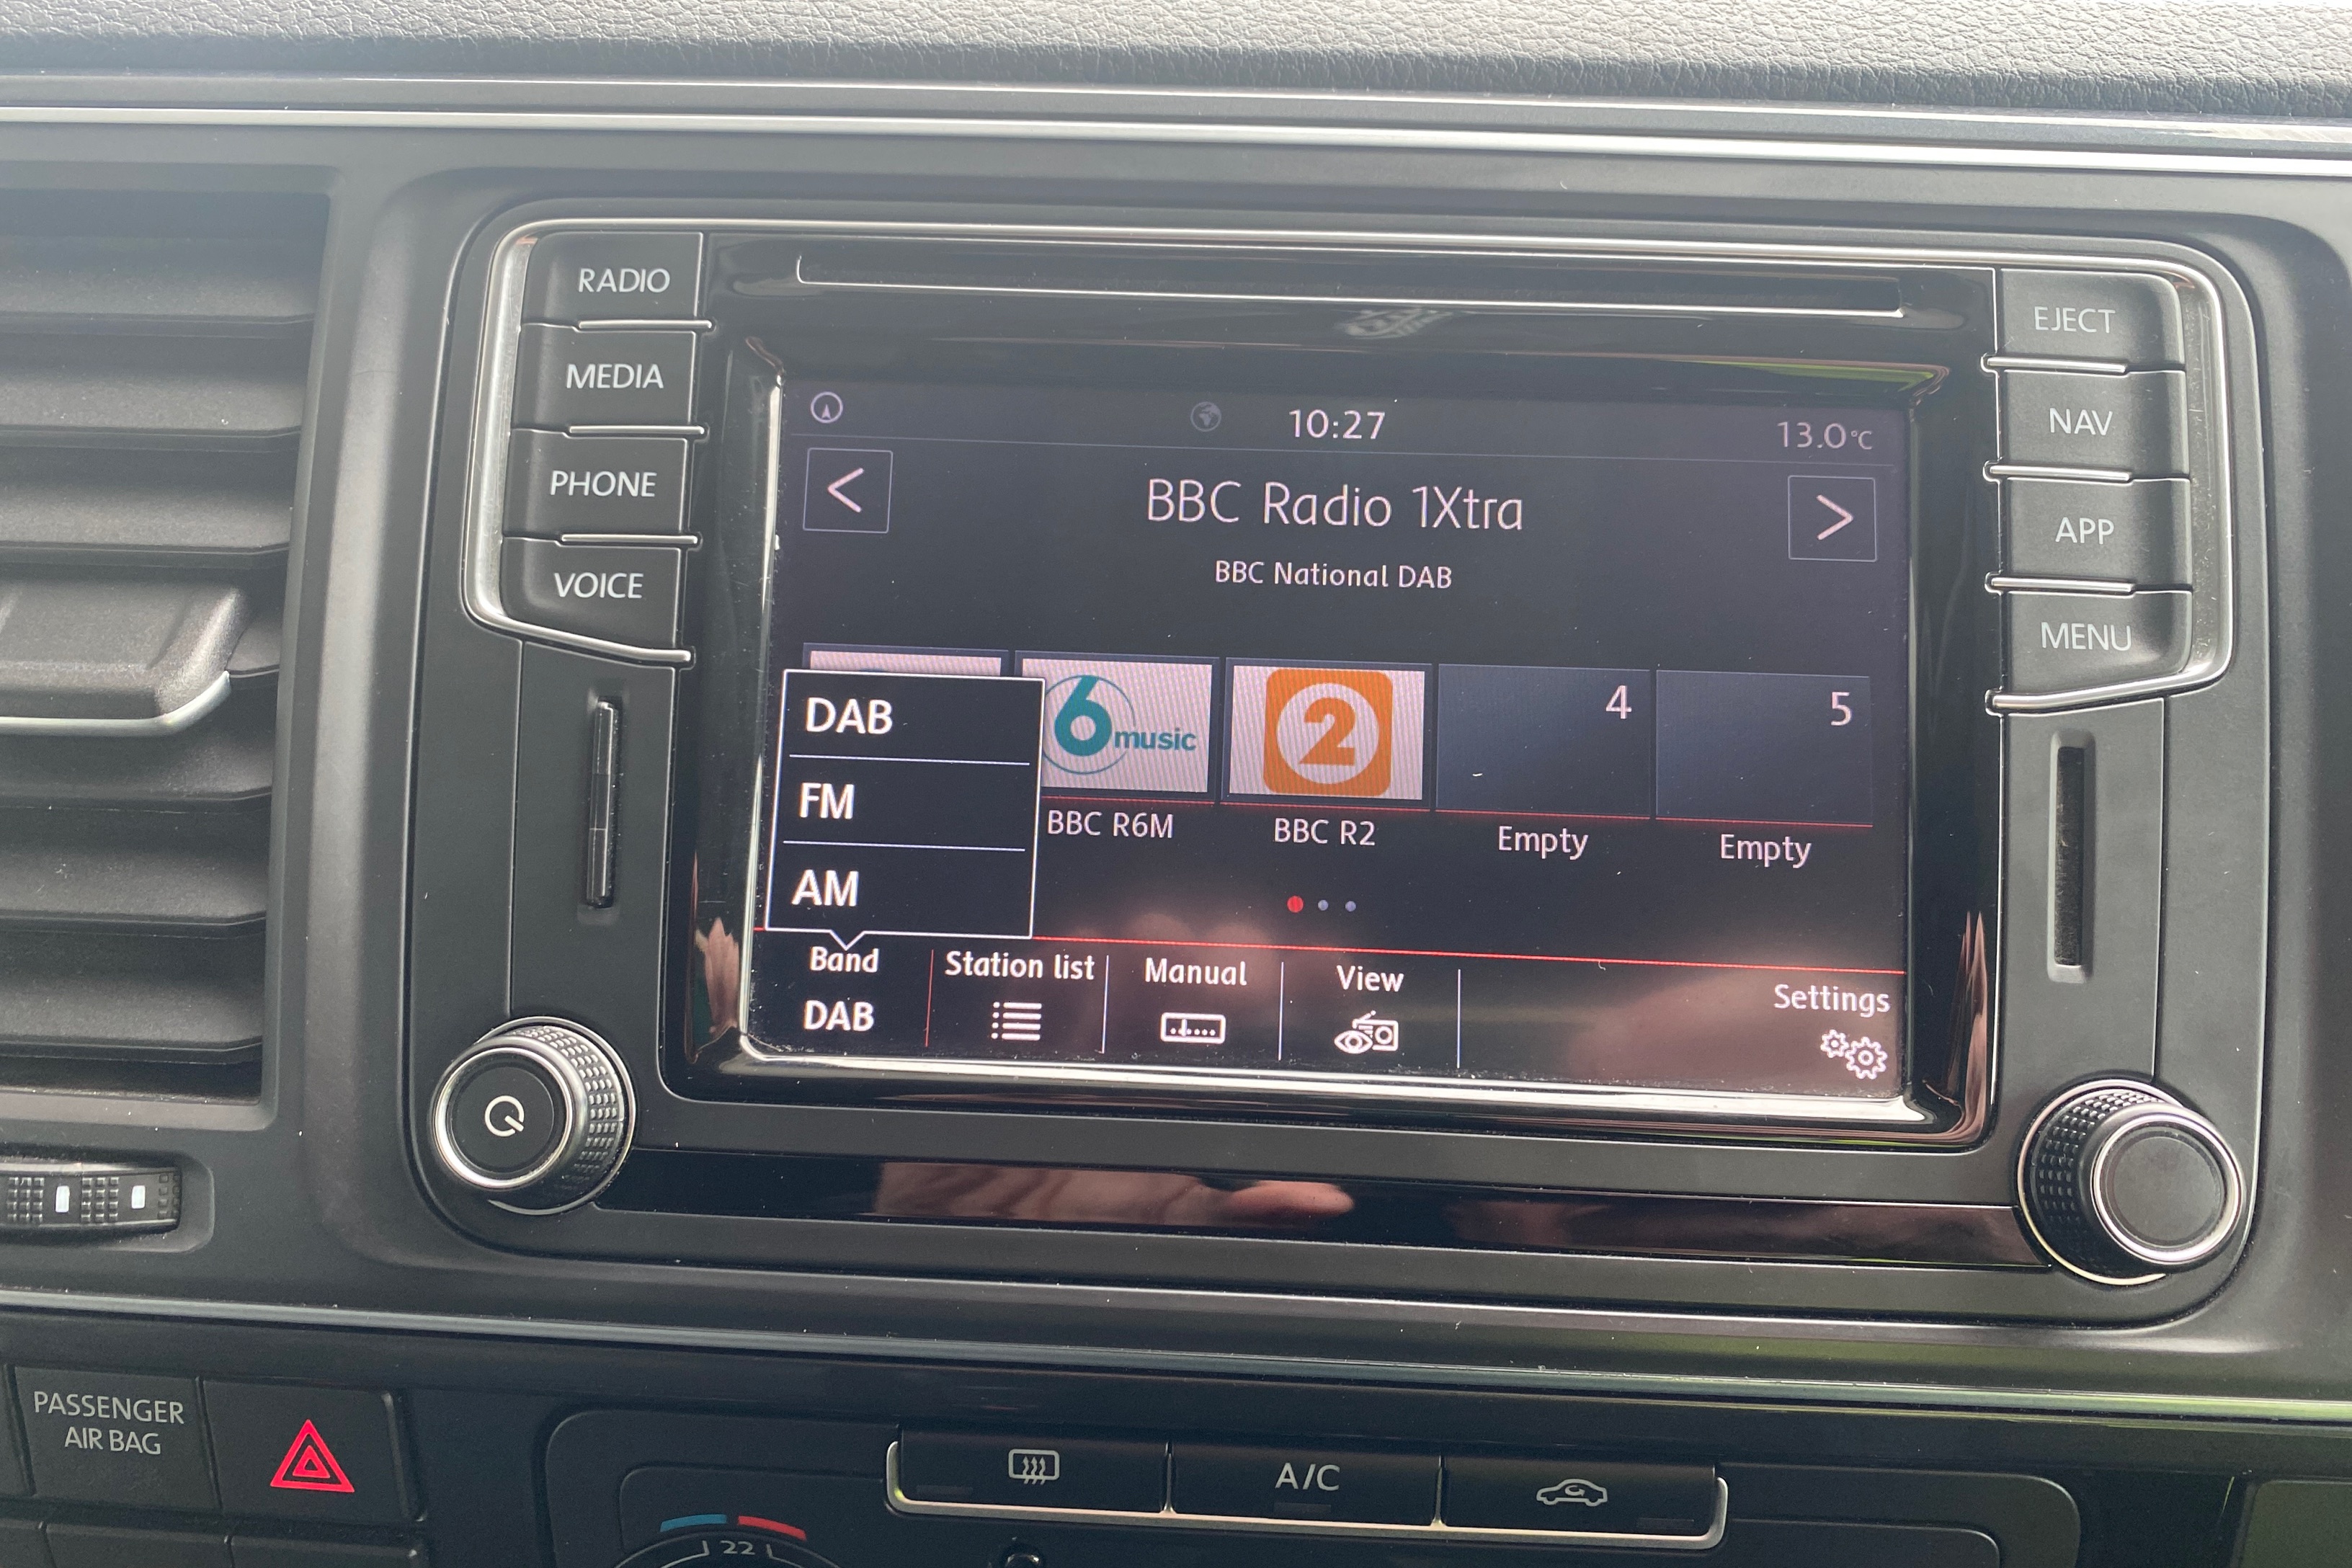 RADIO
MEDIA
PHONE
VOICE
EJECT
NAV
APP
MENU
10:27
13.0°C
<
BBC Radio 1Xtra
>
BBC National DAB
6 music
2
4
5
BBC R6M
BBC R2
Empty
Empty
DAB
FM
AM
Band
DAB
Station list
Manual
View
Settings
PASSENGER
AIR BAG
A/C
22